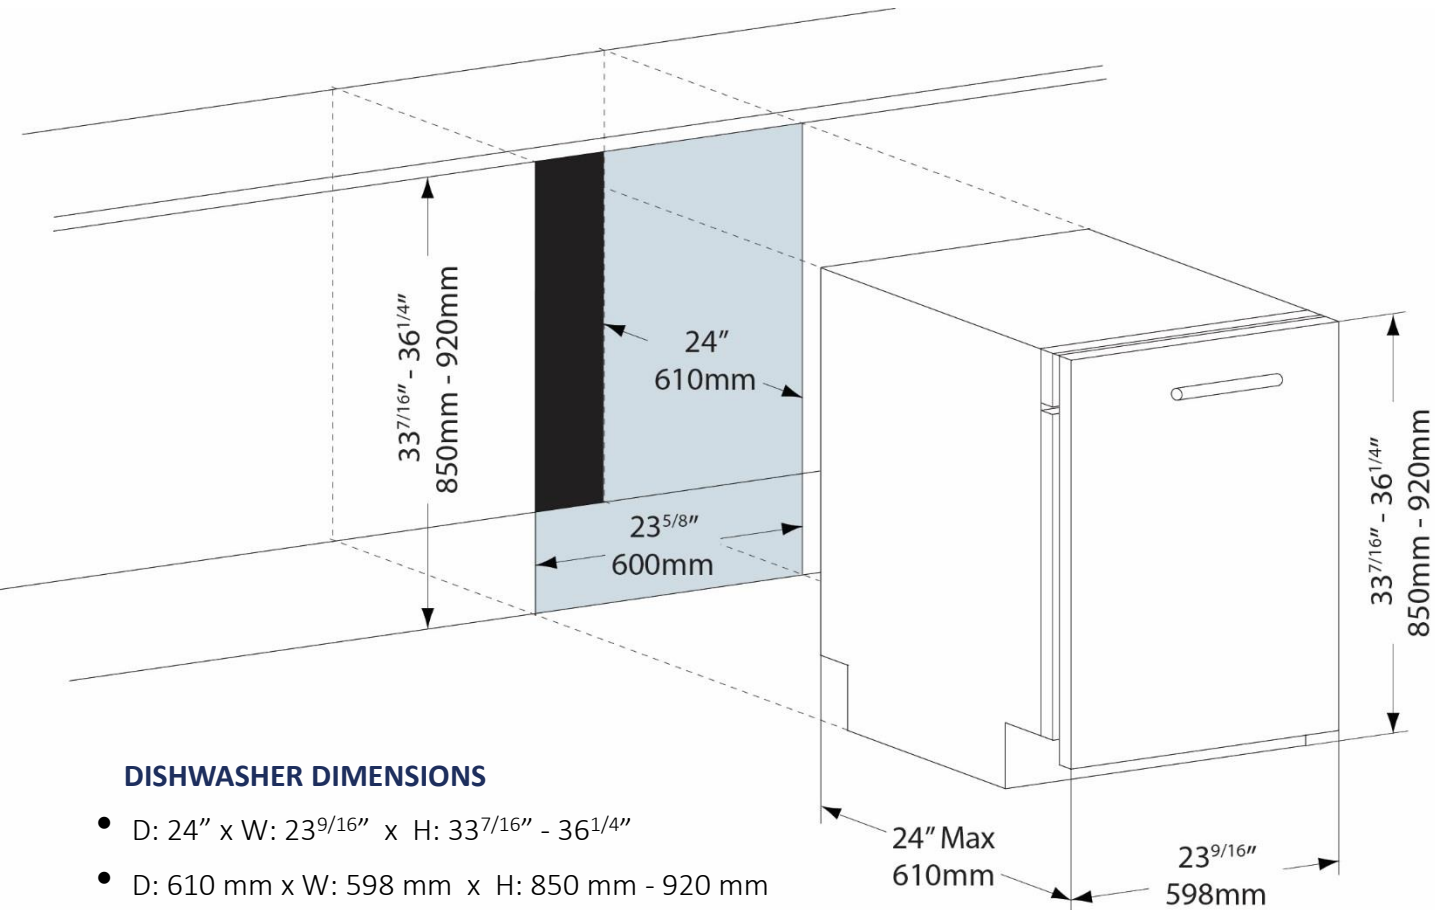 33 7/16" - 36 1/4"
850mm - 920mm
24"
610mm
23 5/8"
600mm
33 7/16" - 36 1/4"
850mm - 920mm
DISHWASHER DIMENSIONS
• D: 24" x W: 23 9/16" x H: 33 7/16" - 36 1/4"
• D: 610 mm x W: 598 mm x H: 850 mm - 920 mm
24" Max
610mm
23 9/16"
598mm